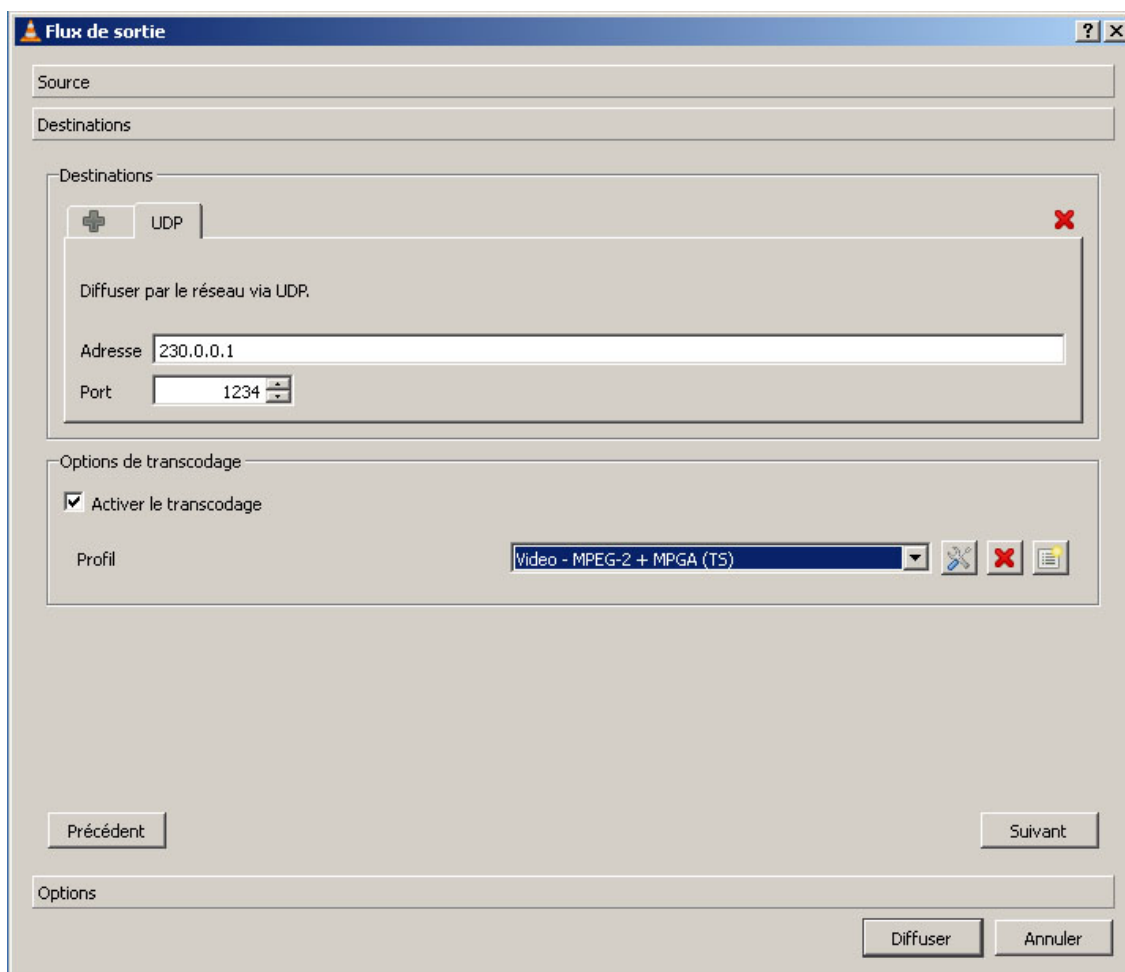 Flux de sortie
Source
Destinations
Destinations
UDP
Diffuser par le réseau via UDP.
Adresse 230.0.0.1
Port 1234
Options de transcodage
Activer le transcodage
Profil Video - MPEG-2 + MPGA (TS)
Précédent Suivant
Options
Diffuser Annuler